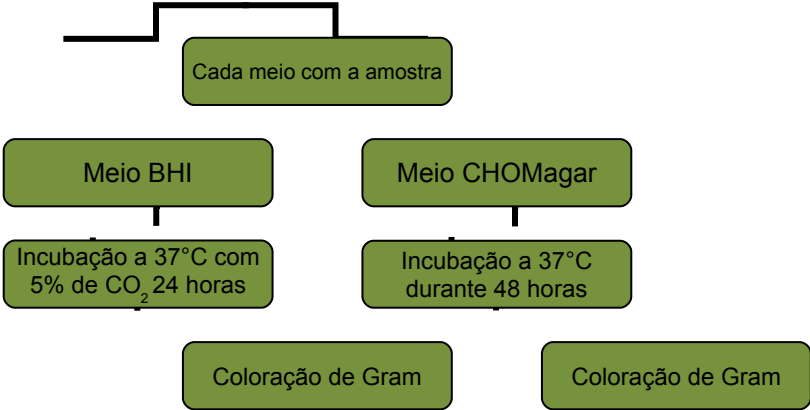 Cada meio com a amostra
Meio BHI
Meio CHOMagar
Incubação a 37°C com
5% de CO₂ 24 horas
Incubação a 37°C
durante 48 horas
Coloração de Gram
Coloração de Gram